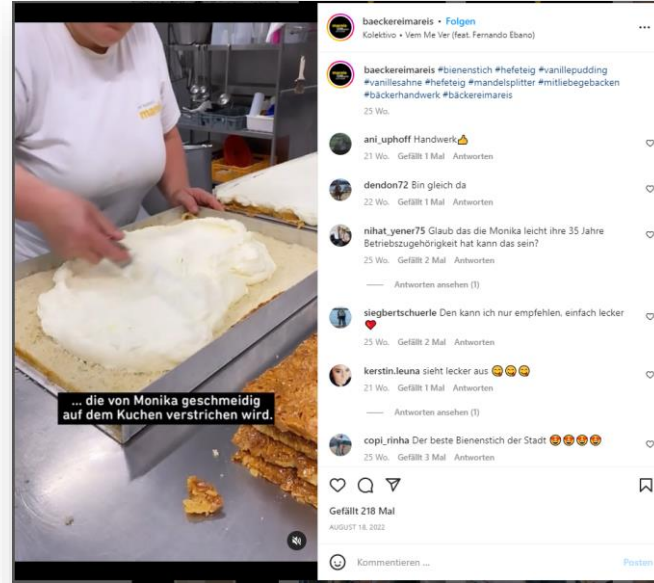 baeckereimareis • Folgen
Kolektivo • Vem Me Ver (feat. Fernando Ebano)
baeckereimareis #bienenstich #hefeteig #vanillepudding
#vanillesahne #hefeteig #mandelsplitter #mitliebegebacken
#bäckerhandwerk #bäckereimareis
25 Wo.
ani_uphoff Handwerk👍
21 Wo. Gefällt 1 Mal Antworten
dendon72 Bin gleich da
22 Wo. Gefällt 1 Mal Antworten
nihat_yener75 Glaub das die Monika leicht ihre 35 Jahre
Betriebszugehörigkeit hat kann das sein?
25 Wo. Gefällt 2 Mal Antworten
Antworten ansehen (1)
siegbertschuerle Den kann ich nur empfehlen, einfach lecker
❤️
25 Wo. Gefällt 2 Mal Antworten
kerstin.leuna sieht lecker aus 😋😋😋
21 Wo. Gefällt 1 Mal Antworten
Antworten ansehen (1)
copi_rinha Der beste Bienenstich der Stadt 😍😍😍😍
25 Wo. Gefällt 3 Mal Antworten
Gefällt 218 Mal
AUGUST 18, 2022
Kommentieren ...
Posten
... die von Monika geschmeidig
auf dem Kuchen verstrichen wird.